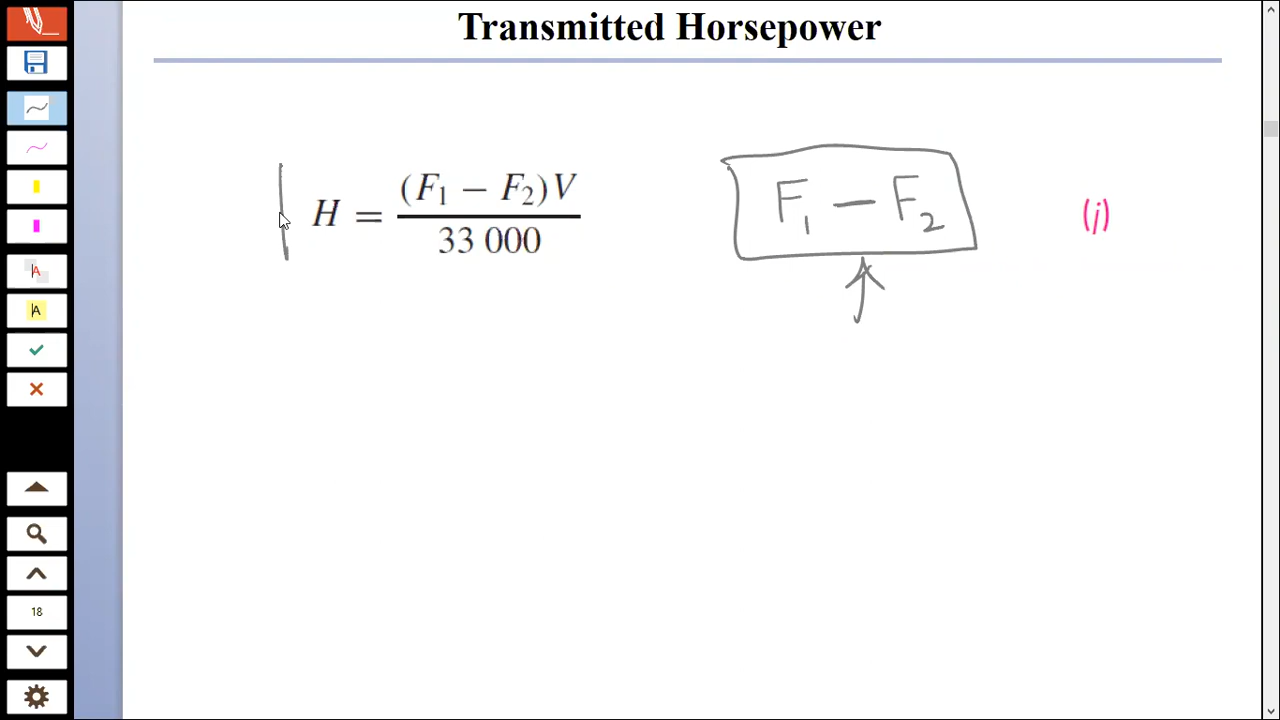 Transmitted Horsepower
H = (F₁ − F₂)V / 33 000
F₁ − F₂
(j)
A
A
18